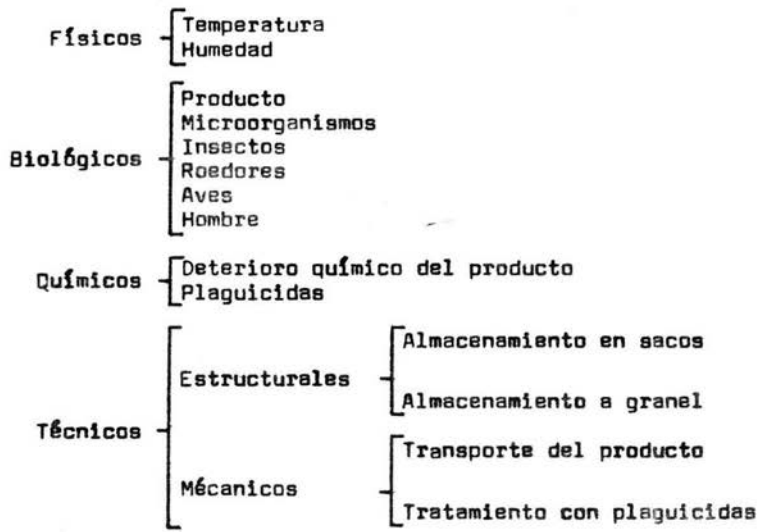 Físicos
Temperatura
Humedad
Biológicos
Producto
Microorganismos
Insectos
Roedores
Aves
Hombre
Químicos
Deterioro químico del producto
Plaguicidas
Técnicos
Estructurales
Almacenamiento en sacos
Almacenamiento a granel
Mécanicos
Transporte del producto
Tratamiento con plaguicidas